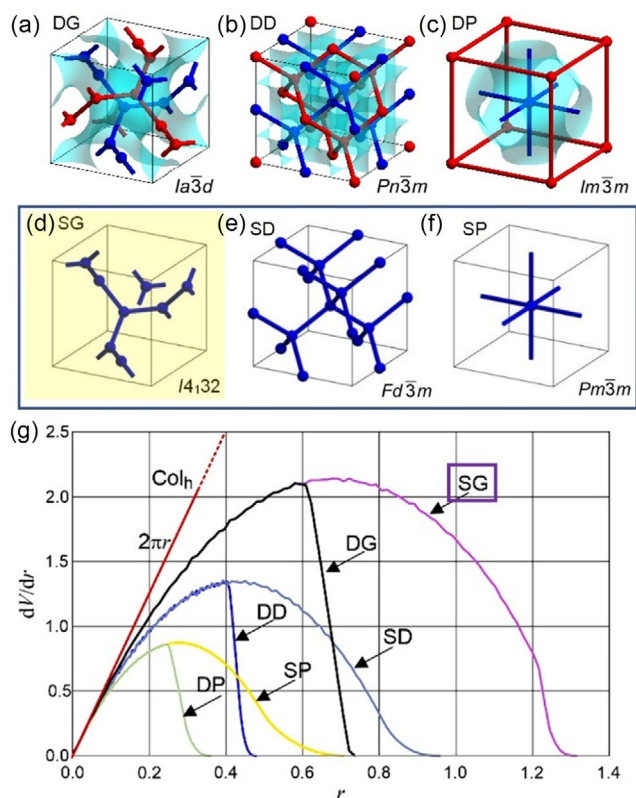 (a) DG (b) DD (c) DP
Ia3̅d Pn3̅m Im3̅m
(d) SG (e) SD (f) SP
I4₁32 Fd3̅m Pm3̅m
(g)
2.5
Colₕ
2.0
SG
2πr
1.5
DG
dV/dr
1.0
DD
SD
0.5
DP
SP
0.0
0.0 0.2 0.4 0.6 0.8 1.0 1.2 1.4
r